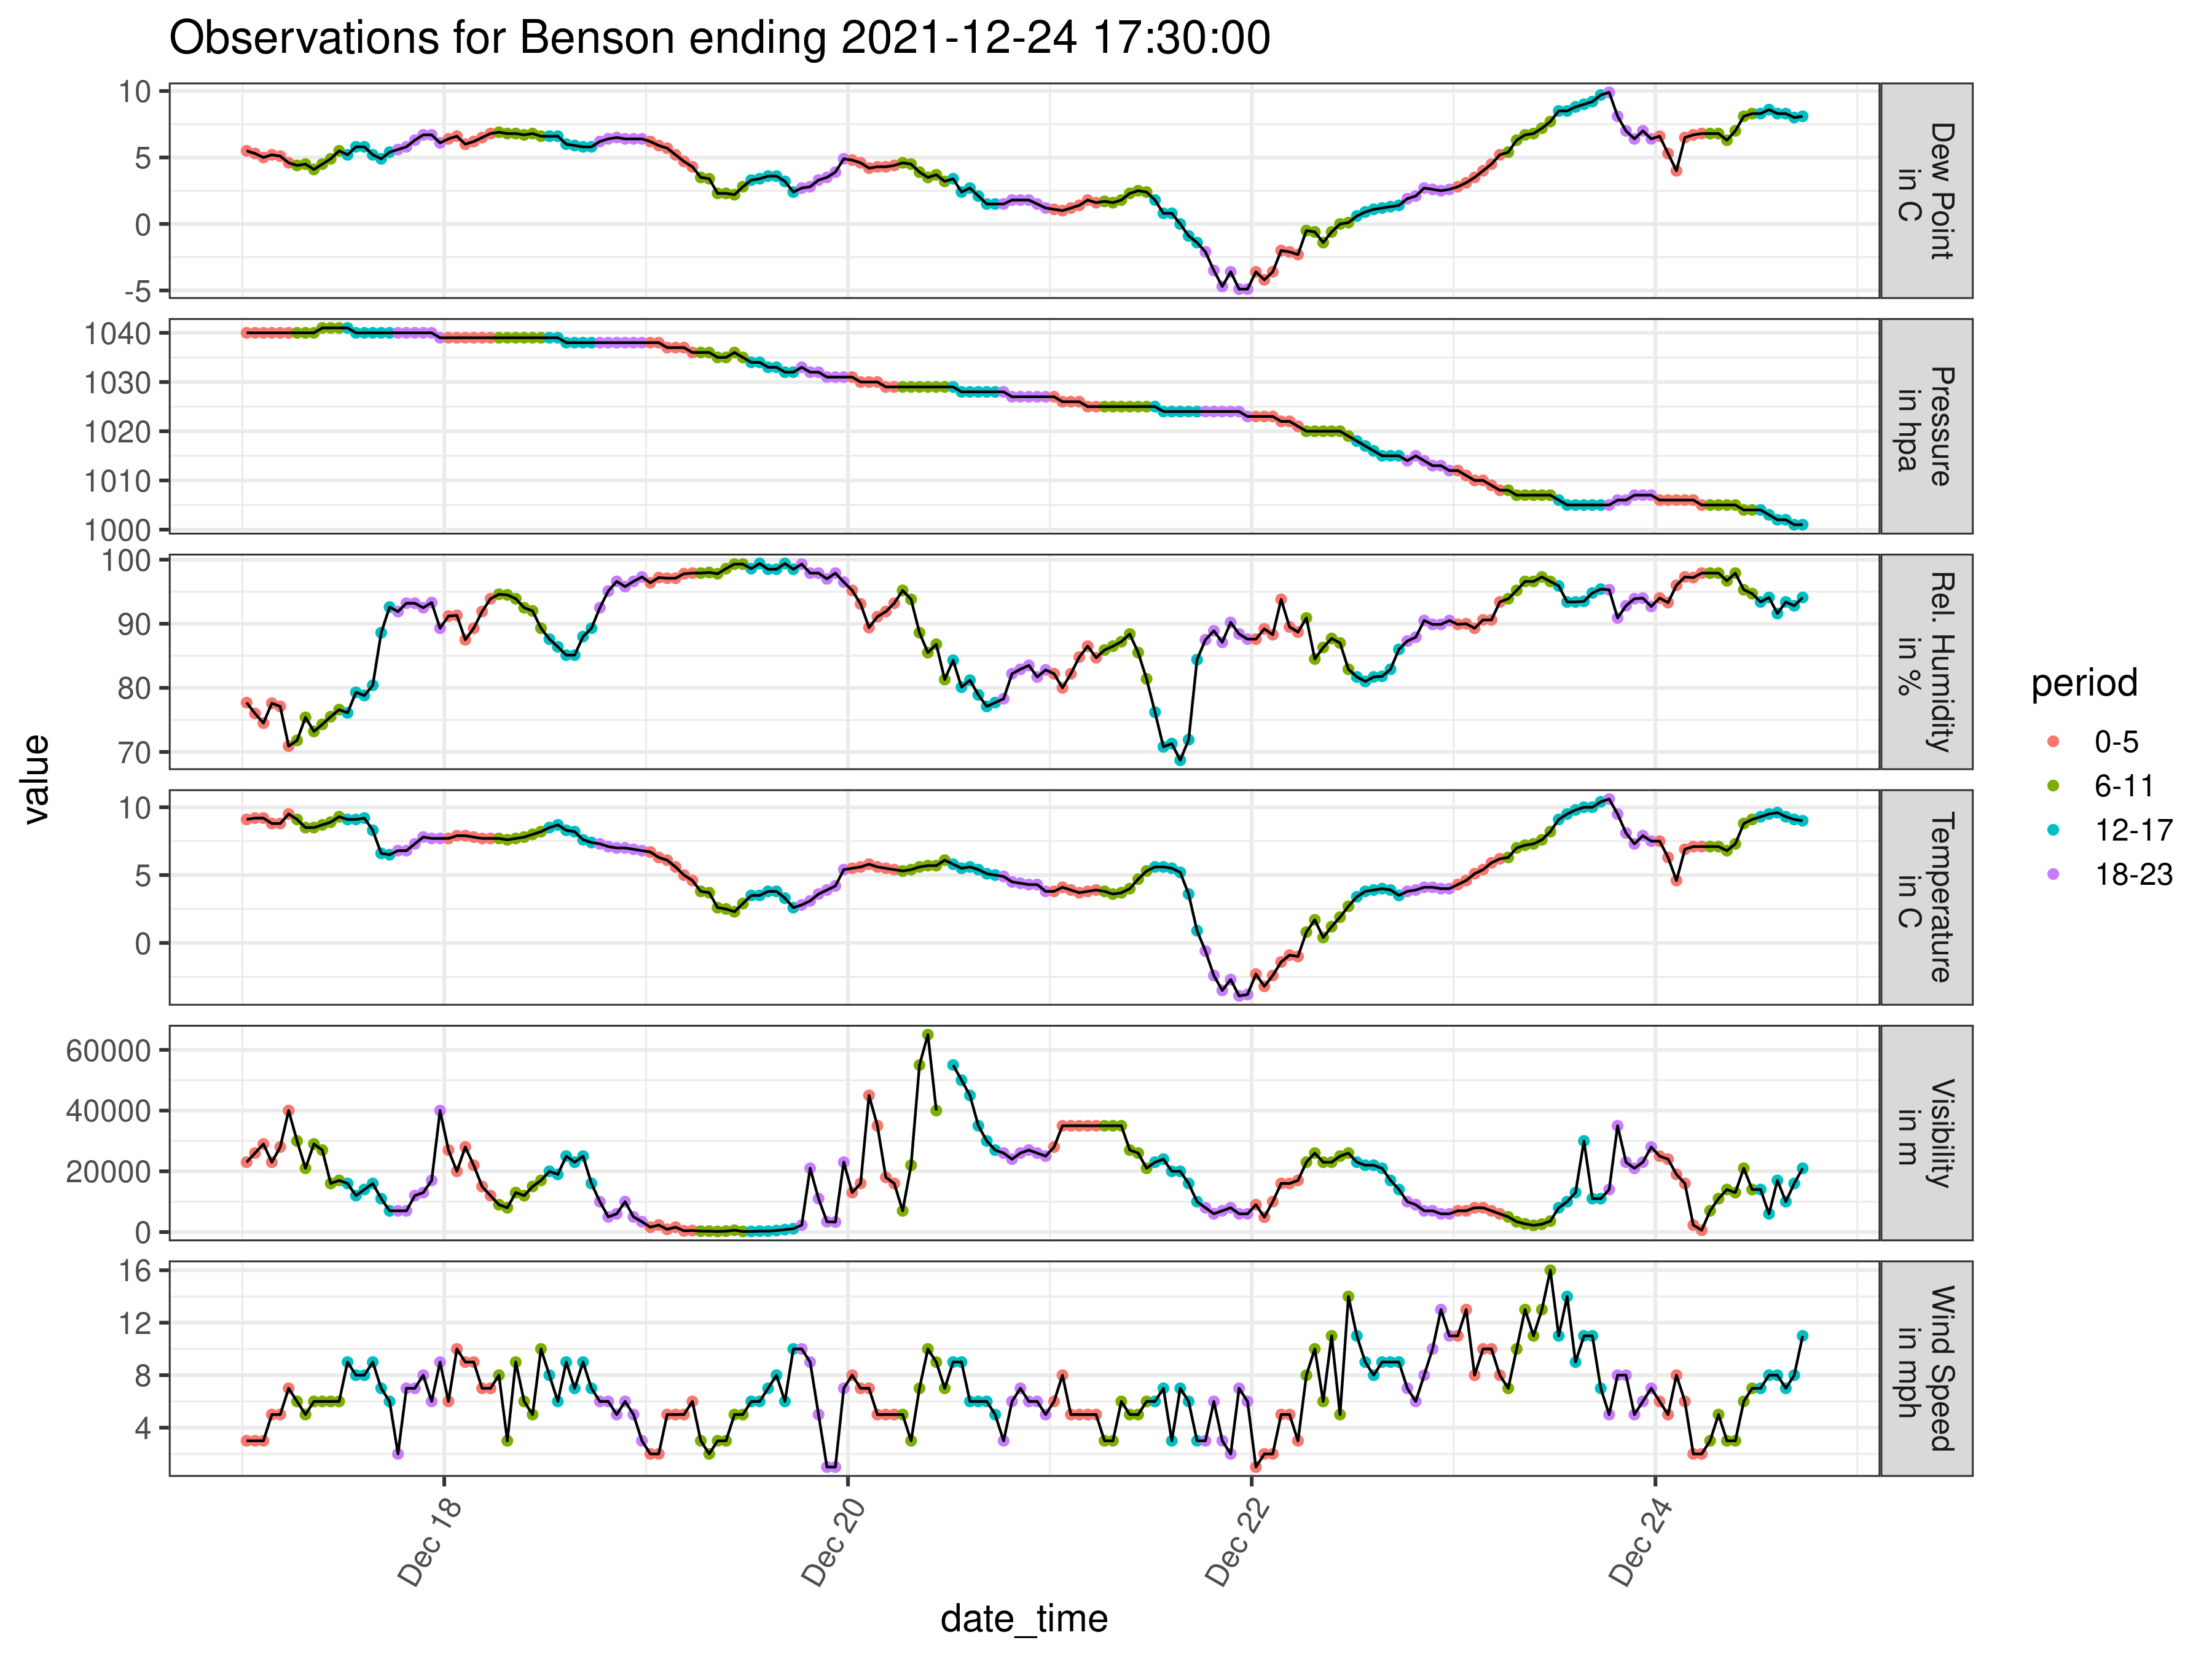 Observations for Benson ending 2021-12-24 17:30:00
10
5
0
-5
Dew Point
in C
1040
1030
1020
1010
1000
Pressure
in hpa
100
90
80
70
Rel. Humidity
in %
10
5
0
Temperature
in C
60000
40000
20000
0
Visibility
in m
16
12
8
4
Wind Speed
in mph
value
Dec 18
Dec 20
Dec 22
Dec 24
date_time
period
0-5
6-11
12-17
18-23